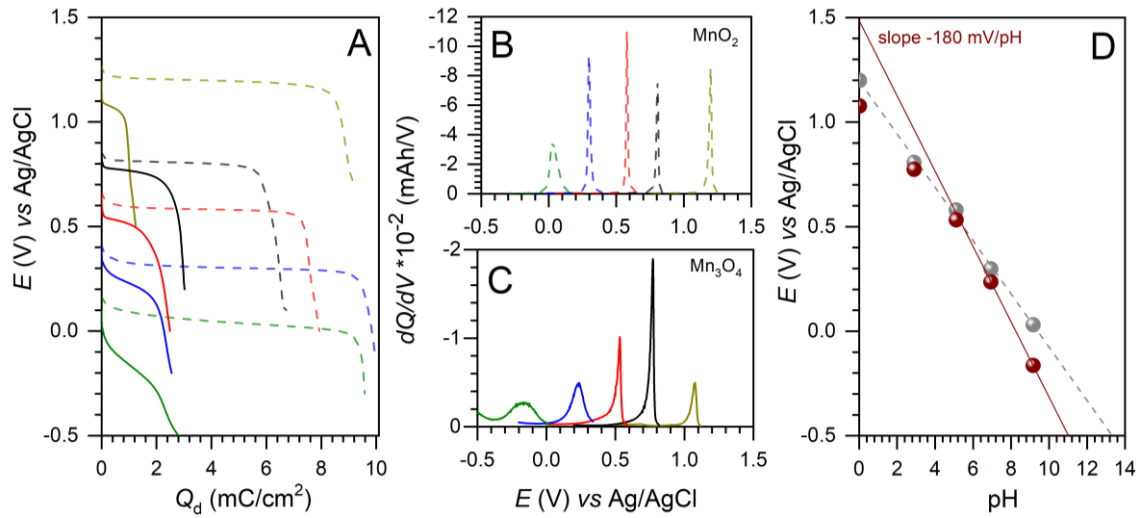 A
E (V) vs Ag/AgCl
1.5
1.0
0.5
0.0
-0.5
0 2 4 6 8 10
Q_d (mC/cm²)
B
MnO₂
-12
-10
-8
-6
-4
-2
0
-0.5 0.0 0.5 1.0 1.5
dQ/dV *10⁻² (mAh/V)
C
Mn₃O₄
-2
-1
0
-0.5 0.0 0.5 1.0 1.5
E (V) vs Ag/AgCl
D
slope -180 mV/pH
E (V) vs Ag/AgCl
1.5
1.0
0.5
0.0
-0.5
0 2 4 6 8 10 12 14
pH